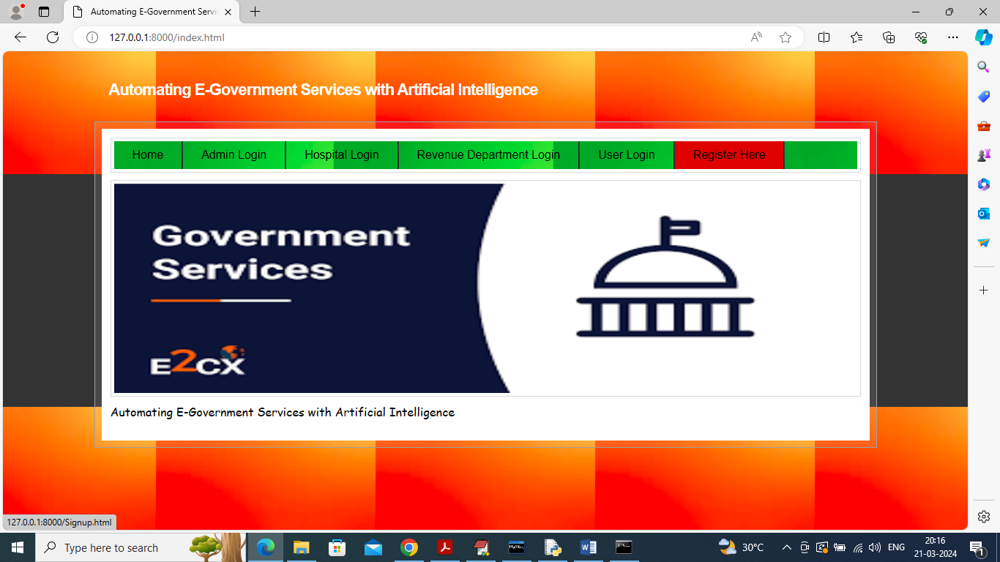 Automating E-Government Servic
127.0.0.1:8000/index.html
Automating E-Government Services with Artificial Intelligence
Home Admin Login Hospital Login Revenue Department Login User Login Register Here
Government
Services
E2CX
Automating E-Government Services with Artificial Intelligence
127.0.0.1:8000/Signup.html
Type here to search
MySQL
30°C
ENG
20:16
21-03-2024
1